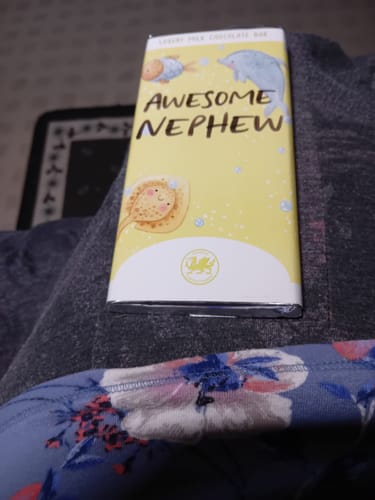 LUXURY MILK CHOCOLATE BAR
AWESOME
NEPHEW